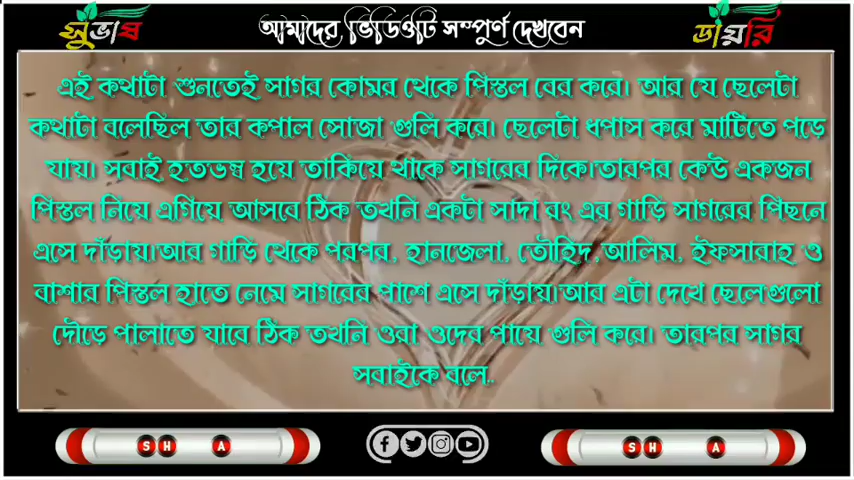 সুভাষ
আমাদের ভিডিওটি সম্পূর্ণ দেখবেন
ডায়রি
এই কথাটা শুনতেই সাগর কোমর থেকে পিস্তল বের করে। আর যে ছেলেটা
কথাটা বলেছিল তার কপাল সোজা গুলি করে। ছেলেটা ধপাস করে মাটিতে পড়ে
যায়। সবাই হতভম্ব হয়ে তাকিয়ে থাকে সাগরের দিকে।তারপর কেউ একজন
পিস্তল নিয়ে এগিয়ে আসবে ঠিক তখনি একটা সাদা রং এর গাড়ি সাগরের পিছনে
এসে দাঁড়ায়।আর গাড়ি থেকে পরপর, হানজেলা, তৌহিদ,আলিম, ইফসারাহ ও
বাশার পিস্তল হাতে নেমে সাগরের পাশে এসে দাঁড়ায়।আর এটা দেখে ছেলেগুলো
দৌড়ে পালাতে যাবে ঠিক তখনি ওরা ওদের পায়ে গুলি করে। তারপর সাগর
সবাইকে বলে..
SH A
SH A